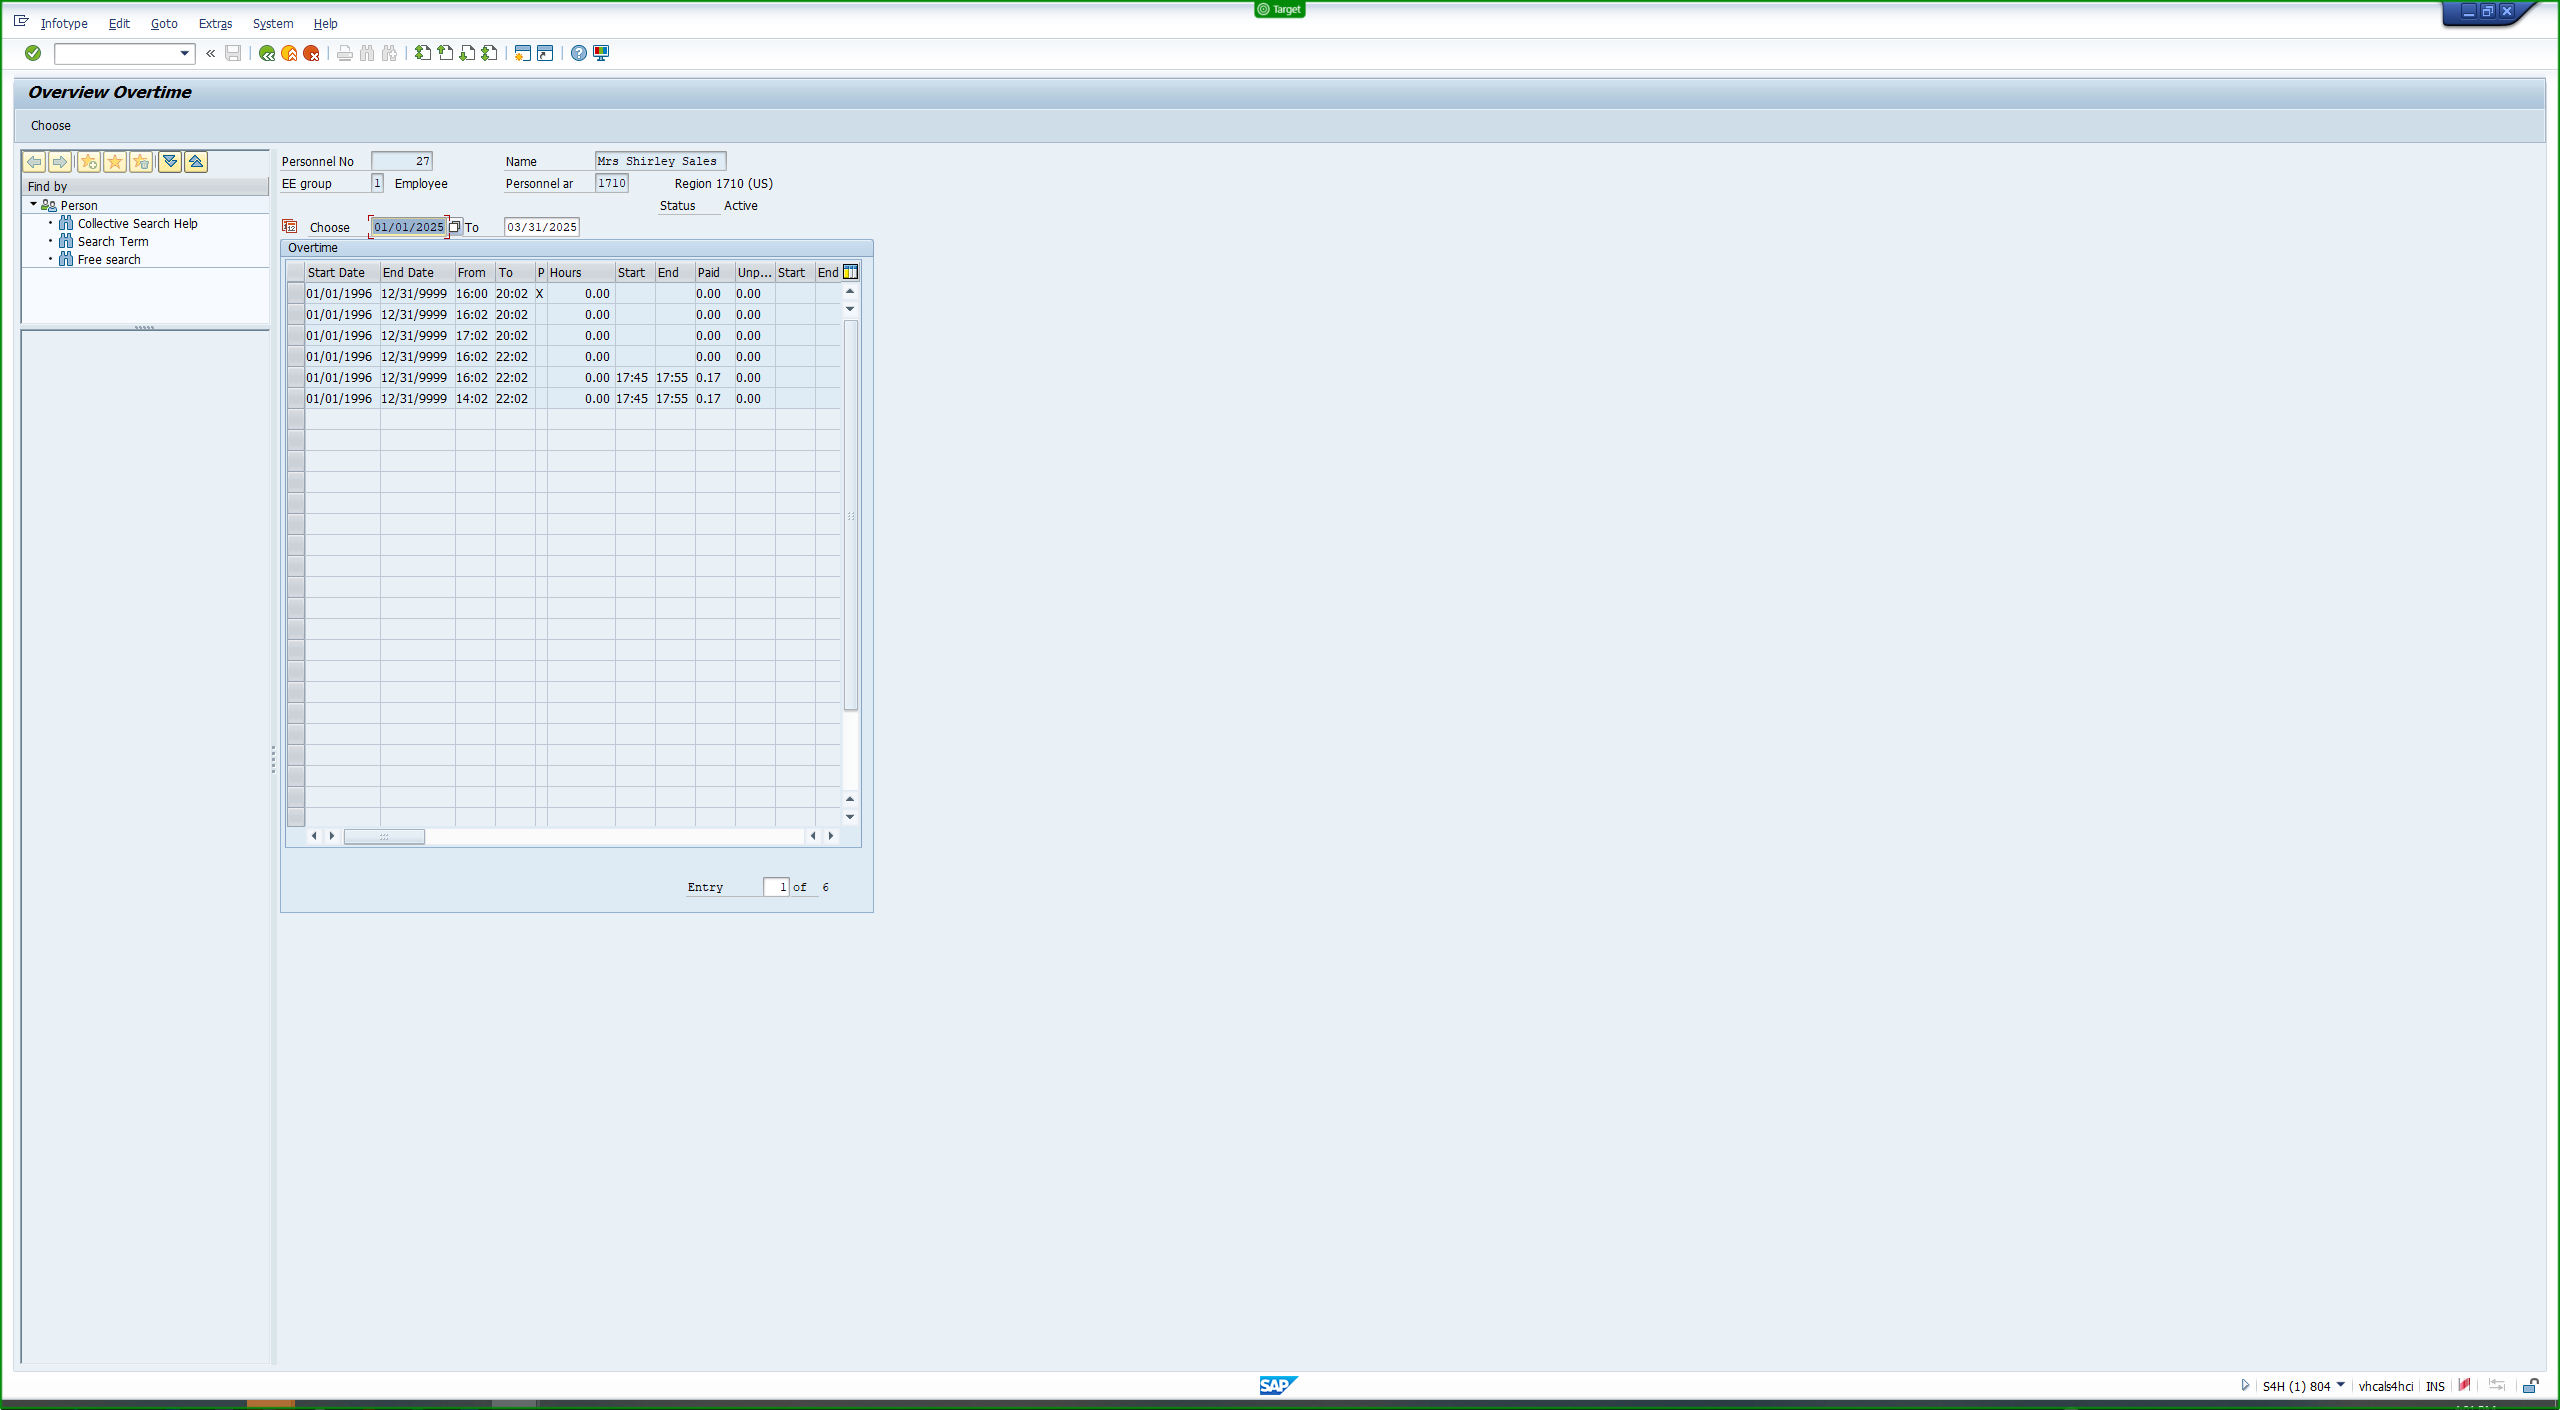 Target
Infotype Edit Goto Extras System Help
Overview Overtime
Choose
Find by
Person
Collective Search Help
Search Term
Free search
Personnel No 27 Name Mrs Shirley Sales
EE group 1 Employee Personnel ar 1710 Region 1710 (US)
Status Active
Choose 01/01/2025 To 03/31/2025
Overtime
Start Date End Date From To P Hours Start End Paid Unp... Start End
01/01/1996 12/31/9999 16:00 20:02 X 0.00 0.00 0.00
01/01/1996 12/31/9999 16:02 20:02 0.00 0.00 0.00
01/01/1996 12/31/9999 17:02 20:02 0.00 0.00 0.00
01/01/1996 12/31/9999 16:02 22:02 0.00 0.00 0.00
01/01/1996 12/31/9999 16:02 22:02 0.00 17:45 17:55 0.17 0.00
01/01/1996 12/31/9999 14:02 22:02 0.00 17:45 17:55 0.17 0.00
Entry 1 of 6
SAP
S4H (1) 804 vhcals4hci INS